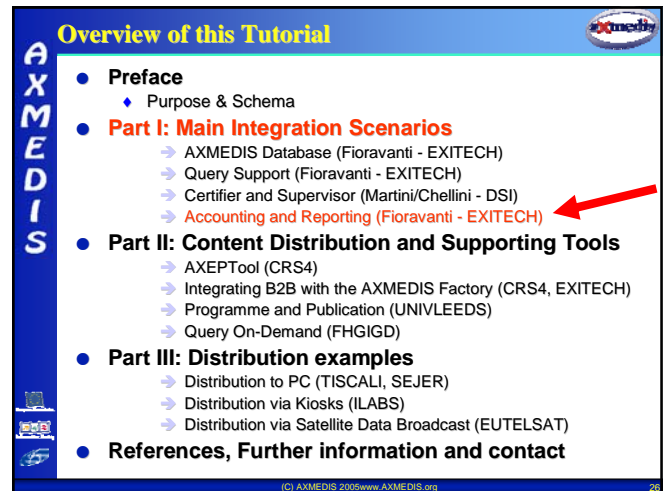 Overview of this Tutorial
axmedis
AXMEDIS
Preface
Purpose & Schema
Part I: Main Integration Scenarios
AXMEDIS Database (Fioravanti - EXITECH)
Query Support (Fioravanti - EXITECH)
Certifier and Supervisor (Martini/Chellini - DSI)
Accounting and Reporting (Fioravanti - EXITECH)
Part II: Content Distribution and Supporting Tools
AXEPTool (CRS4)
Integrating B2B with the AXMEDIS Factory (CRS4, EXITECH)
Programme and Publication (UNIVLEEDS)
Query On-Demand (FHGIGD)
Part III: Distribution examples
Distribution to PC (TISCALI, SEJER)
Distribution via Kiosks (ILABS)
Distribution via Satellite Data Broadcast (EUTELSAT)
References, Further information and contact
(C) AXMEDIS 2005www.AXMEDIS.org
26